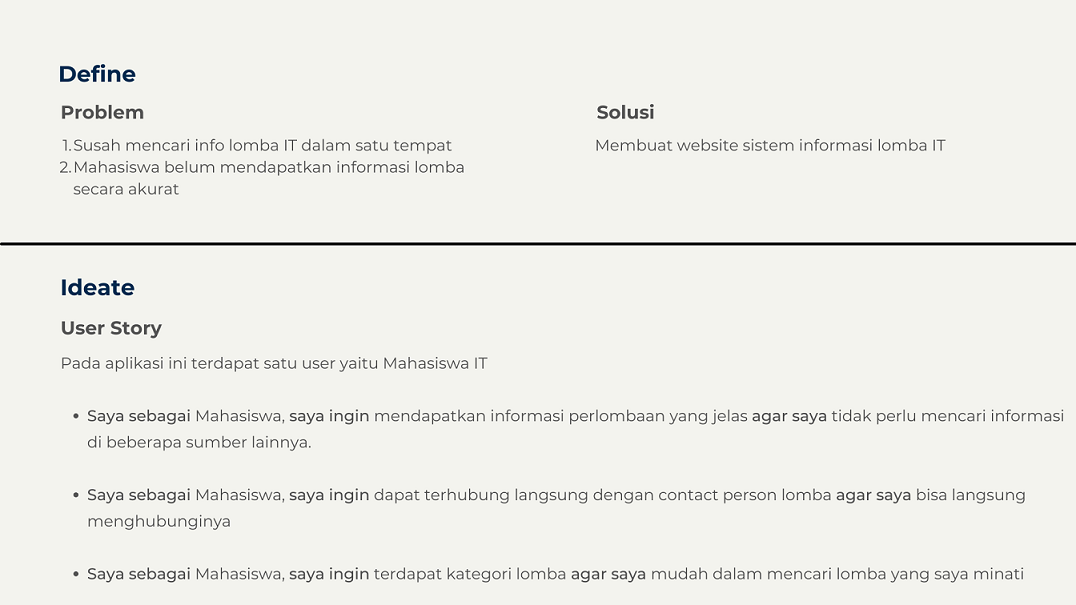 Define
Problem
1. Susah mencari info lomba IT dalam satu tempat
2. Mahasiswa belum mendapatkan informasi lomba
secara akurat
Solusi
Membuat website sistem informasi lomba IT
Ideate
User Story
Pada aplikasi ini terdapat satu user yaitu Mahasiswa IT
• Saya sebagai Mahasiswa, saya ingin mendapatkan informasi perlombaan yang jelas agar saya tidak perlu mencari informasi
di beberapa sumber lainnya.
• Saya sebagai Mahasiswa, saya ingin dapat terhubung langsung dengan contact person lomba agar saya bisa langsung
menghubunginya
• Saya sebagai Mahasiswa, saya ingin terdapat kategori lomba agar saya mudah dalam mencari lomba yang saya minati